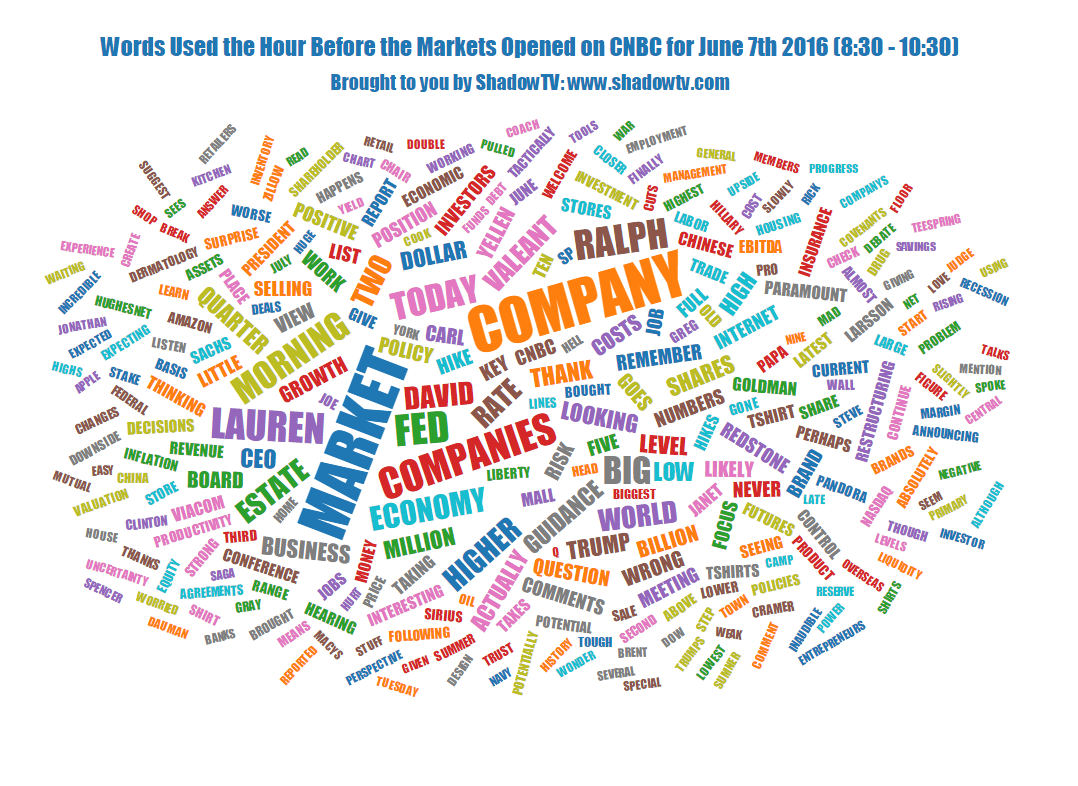 Words Used the Hour Before the Markets Opened on CNBC for June 7th 2016 (8:30 - 10:30)
Brought to you by ShadowTV: www.shadowtv.com
COACH
TOOLS
WAR
RETAILERS
INVENTORY
READ
RETAIL
DOUBLE
WORKING
PULLED
TACTICALLY
CLOSER
EMPLOYMENT
SUGGEST
KITCHEN
ZILLOW
SHAREHOLDER
CHART
CHAIR
FINALLY
GENERAL
MEMBERS
PROGRESS
SEES
ANSWER
HAPPENS
ECONOMIC
INVESTORS
DEBT
JUNE
WELCOME
INVESTMENT
CUTS
MANAGEMENT
HIGHEST
UPSIDE
SLOWLY
RICK
COMPANYS
FLOOR
SHOP
BREAK
WORSE
POSITIVE
YIELD
REPORT
POSITION
FUNDS
YELLEN
STORES
LABOR
HILLARY
COST
HOUSING
INSURANCE
COVENANTS
DEBATE
TEESPRING
EXPERIENCE
CREATE
SURPRISE
PRESIDENT
HUGE
LIST
COOK
DOLLAR
VALEANT
TEN
SP
RALPH
CHINESE
EBITDA
CHECK
DRUG
SAVINGS
WAITING
DERMATOLOGY
ASSETS
JULY
WORK
TWO
TODAY
COMPANY
TRADE
HIGH
PRO
PARAMOUNT
ALMOST
GIVING
LOVE
JUDGE
USING
INCREDIBLE
HUGHESNET
LEARN
PLACE
SELLING
DEALS
GIVE
FULL
OLD
LARSSON
NET
RISING
RECESSION
JONATHAN
AMAZON
QUARTER
VIEW
YORK
CARL
HELL
COSTS
JOB
GREG
INTERNET
NINE
MAD
START
PROBLEM
EXPECTED
EXPECTING
LISTEN
SACHS
MORNING
POLICY
HIKE
KEY
CNBC
REMEMBER
PAPA
LATEST
LARGE
TALKS
HIGHS
APPLE
STAKE
BASIS
LITTLE
GROWTH
THANK
GOES
SHARES
GOLDMAN
CURRENT
WALL
RESTRUCTURING
SLIGHTLY
MENTION
SPOKE
FEDERAL
THINKING
JOE
MARKET
DAVID
RATE
BOUGHT
LINES
NUMBERS
GONE
TSHIRT
SHARE
STEVE
CONTINUE
FIGURE
MARGIN
CENTRAL
CHANGES
DECISIONS
LAUREN
FED
COMPANIES
LOOKING
HIKES
REDSTONE
PERHAPS
ANNOUNCING
DOWNSIDE
INFLATION
REVENUE
CEO
FIVE
LEVEL
BRAND
BRANDS
ABSOLUTELY
NEGATIVE
MUTUAL
EASY
CHINA
STORE
BOARD
ESTATE
HOME
LIBERTY
RISK
HEAD
BIG
LOW
LIKELY
NEVER
PANDORA
NASDAQ
SEEM
PRIMARY
ALTHOUGH
VALUATION
CLINTON
VIACOM
ECONOMY
MALL
BIGGEST
JANET
LATE
FUTURES
CONTROL
THOUGH
INVESTOR
HOUSE
PRODUCTIVITY
THIRD
BUSINESS
MONEY
MILLION
HIGHER
GUIDANCE
WORLD
FOCUS
LEVELS
THANKS
STRONG
CONFERENCE
Q
TRUMP
BILLION
SEEING
PRODUCT
LIQUIDITY
UNCERTAINTY
EQUITY
SAGA
RANGE
JOBS
HURT
PRICE
TAKING
ACTUALLY
QUESTION
WRONG
TSHIRTS
CAMP
OVERSEAS
SPENCER
WORRIED
AGREEMENTS
GRAY
HEARING
INTERESTING
OIL
COMMENTS
MEETING
LOWER
POLICIES
RESERVE
SHIRTS
DAUMAN
SHIRT
BANKS
BROUGHT
MEANS
MACYS
STUFF
FOLLOWING
SIRIUS
TAKES
POTENTIAL
SALE
SECOND
ABOVE
STEP
TOWN
CRAMER
POWER
INAUDIBLE
ENTREPRENEURS
REPORTED
PERSPECTIVE
GIVEN
SUMMER
TRUST
POTENTIALLY
HISTORY
TOUGH
BRENT
DOW
TRUMPS
WEAK
COMMENT
TUESDAY
DESIGN
NAVY
WONDER
SEVERAL
SPECIAL
LOWEST
SUMNER